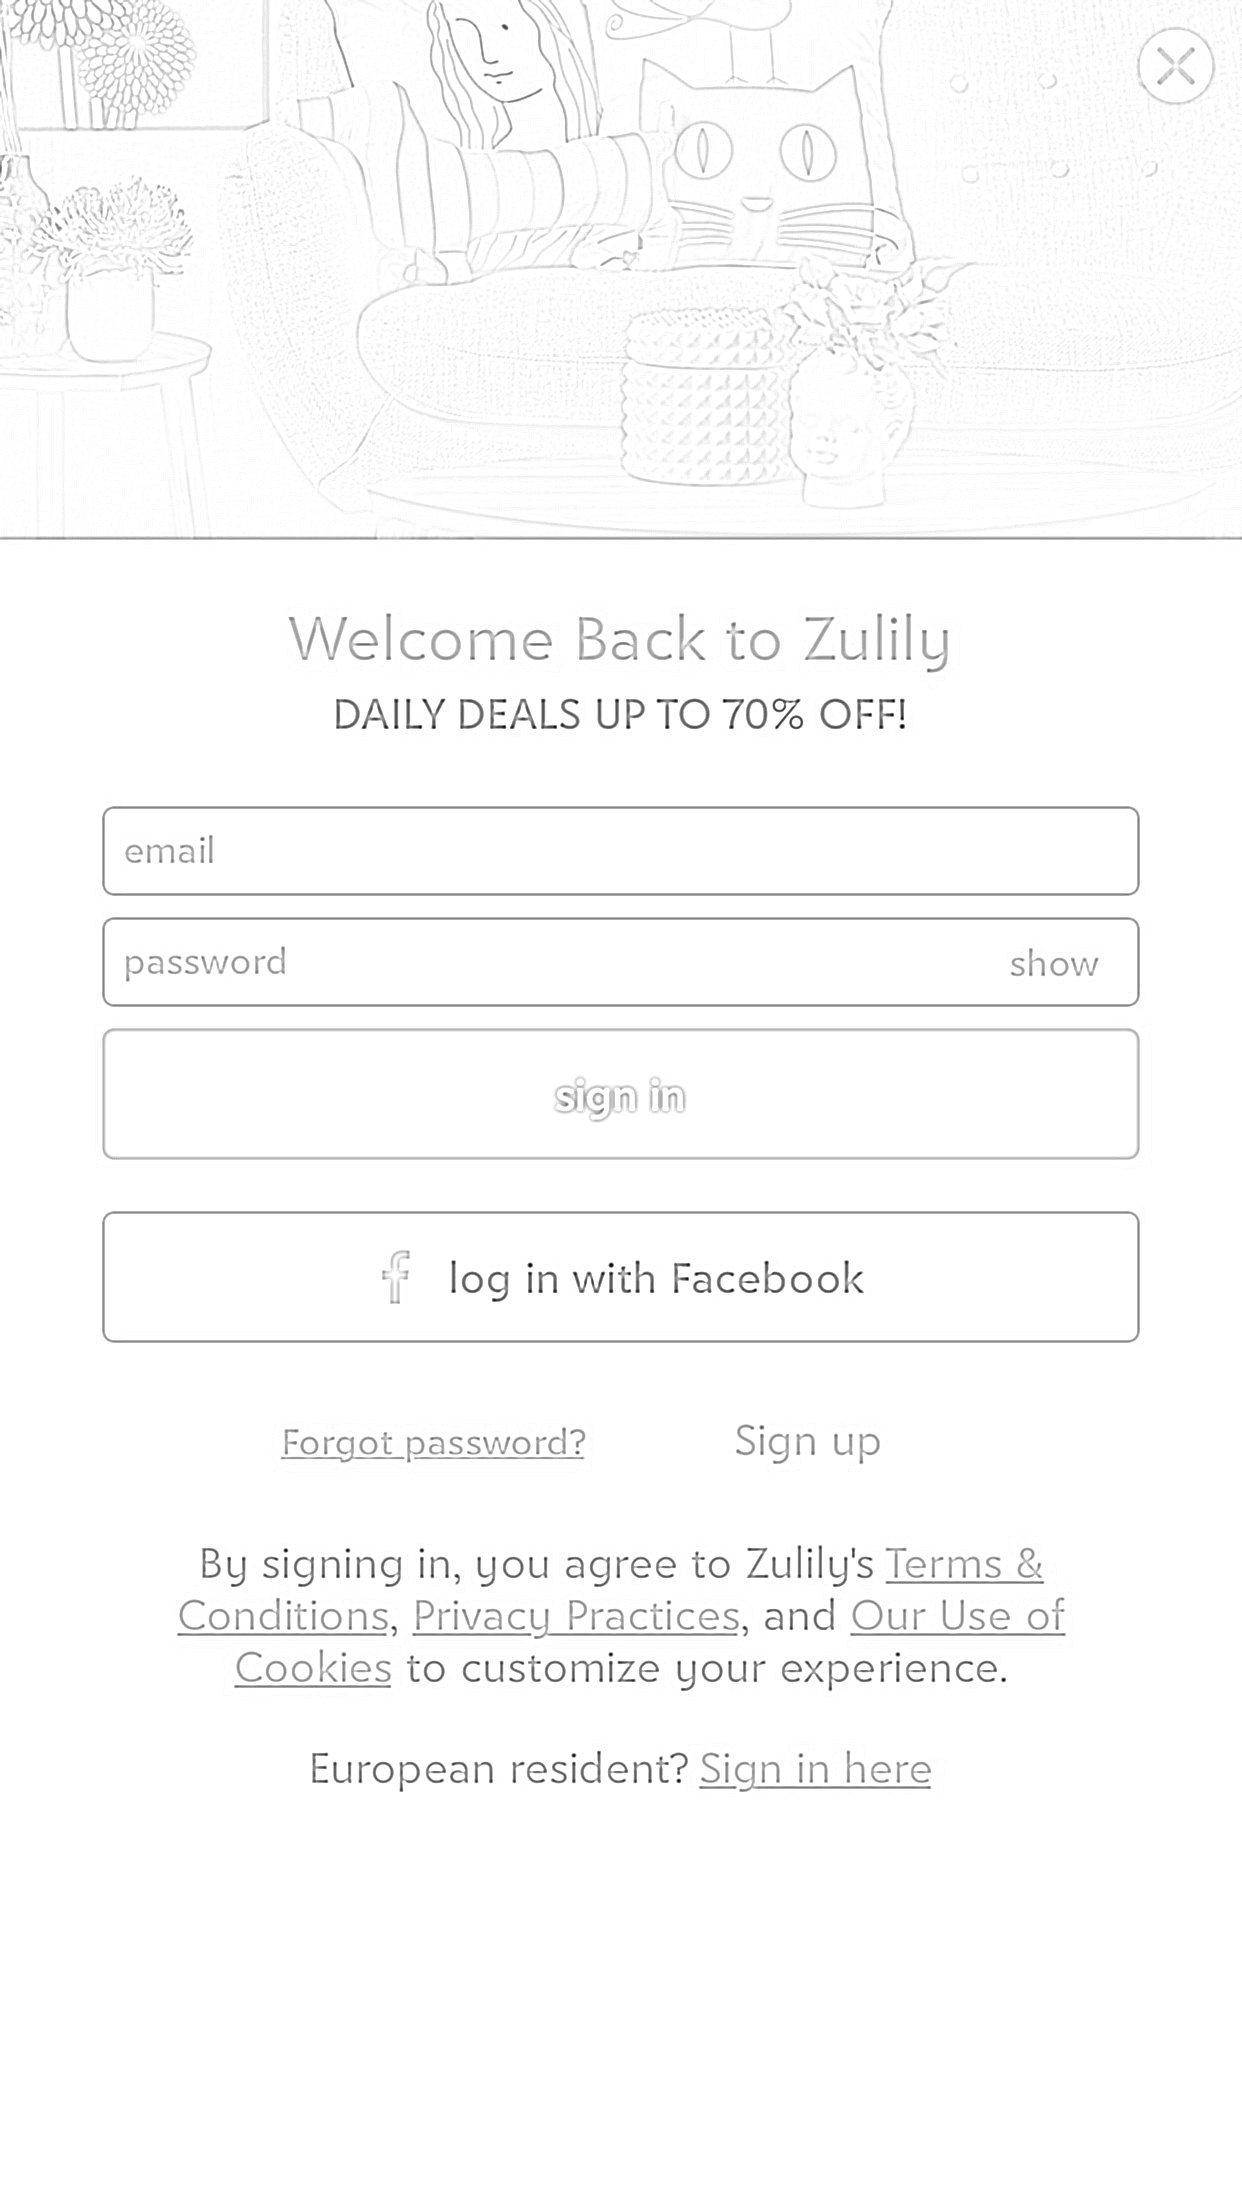 Welcome Back to Zulily
DAILY DEALS UP TO 70% OFF!
email
password
show
sign in
f log in with Facebook
Forgot password?
Sign up
By signing in, you agree to Zulily's Terms &
Conditions, Privacy Practices, and Our Use of
Cookies to customize your experience.
European resident? Sign in here